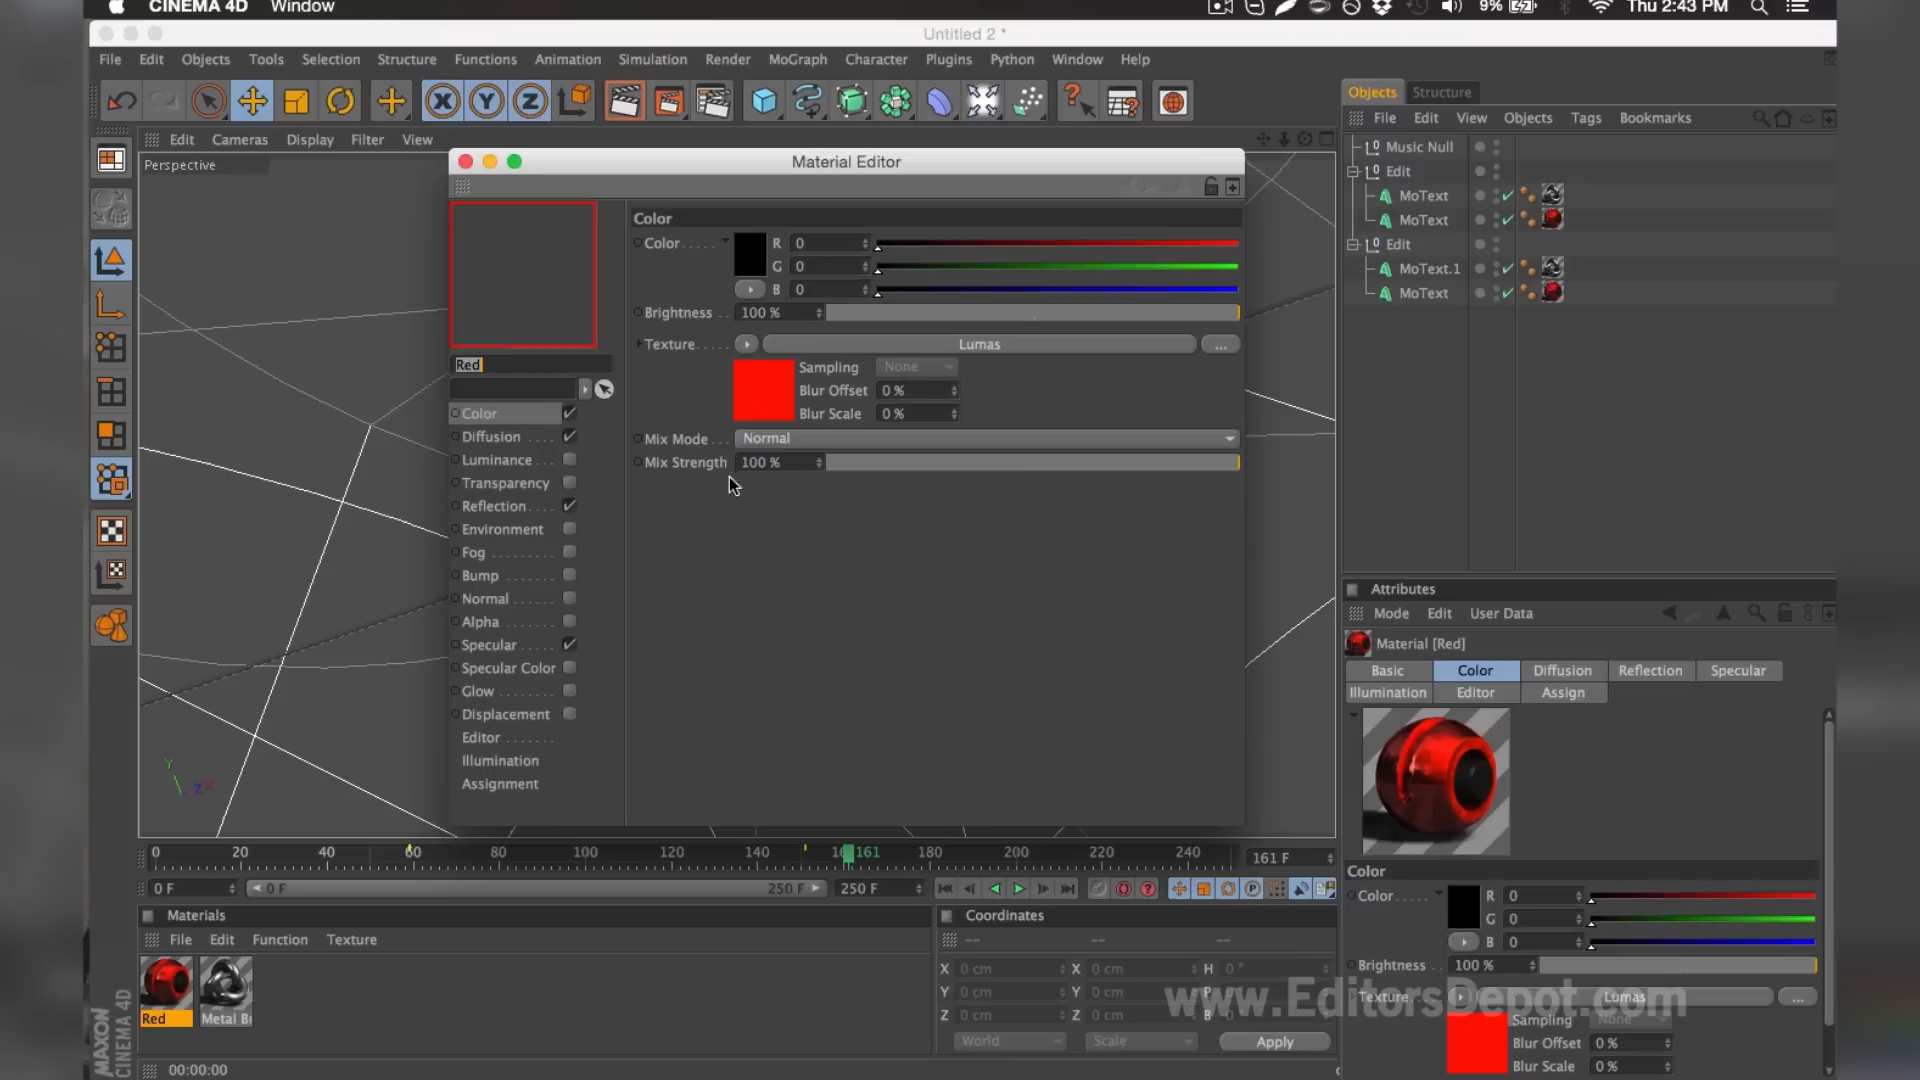 CINEMA 4D Window
9% Thu 2:43 PM
Untitled 2 *
File Edit Objects Tools Selection Structure Functions Animation Simulation Render MoGraph Character Plugins Python Window Help
X Y Z
Objects Structure
File Edit View Objects Tags Bookmarks
Edit Cameras Display Filter View
Perspective
Music Null
Edit
MoText
MoText
Edit
MoText.1
MoText
Material Editor
Red
Color
Diffusion
Luminance
Transparency
Reflection
Environment
Fog
Bump
Normal
Alpha
Specular
Specular Color
Glow
Displacement
Editor
Illumination
Assignment
Color
Color R 0
G 0
B 0
Brightness 100 %
Texture Lumas ...
Sampling None
Blur Offset 0 %
Blur Scale 0 %
Mix Mode Normal
Mix Strength 100 %
Y Z X
0 20 40 60 80 100 120 140 161 180 200 220 240 161 F
0 F 0 F 250 F 250 F
Materials
File Edit Function Texture
Red
Coordinates
-- -- --
X 0 cm X 0 cm H 0 °
Y 0 cm Y 0 cm P
Z 0 cm Z 0 cm B
World Scale Apply
00:00:00
MAXON
CINEMA 4D
Attributes
Mode Edit User Data
Material [Red]
Basic Color Diffusion Reflection Specular
Illumination Editor Assign
Color
Color R 0
G 0
B 0
Brightness 100 %
Texture Lumas ...
Sampling None
Blur Offset 0 %
Blur Scale 0 %
www.EditorsDepot.com